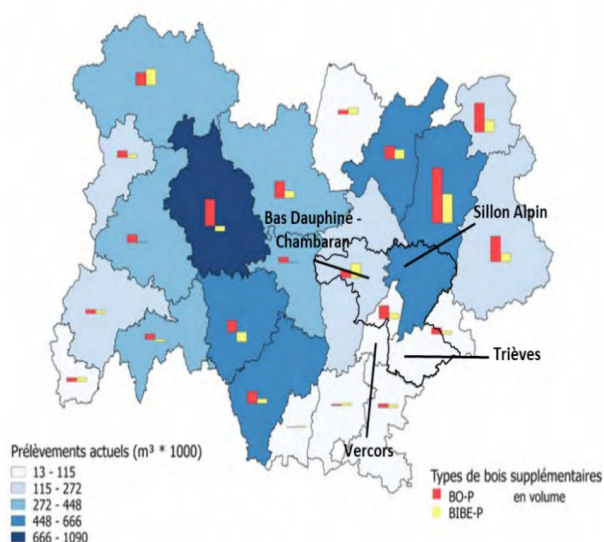 Bas Dauphiné -
Chambaran
Sillon Alpin
Trièves
Vercors
Prélèvements actuels (m³ * 1000)
13 - 115
115 - 272
272 - 448
448 - 666
666 - 1090
Types de bois supplémentaires
BO-P en volume
BIBE-P